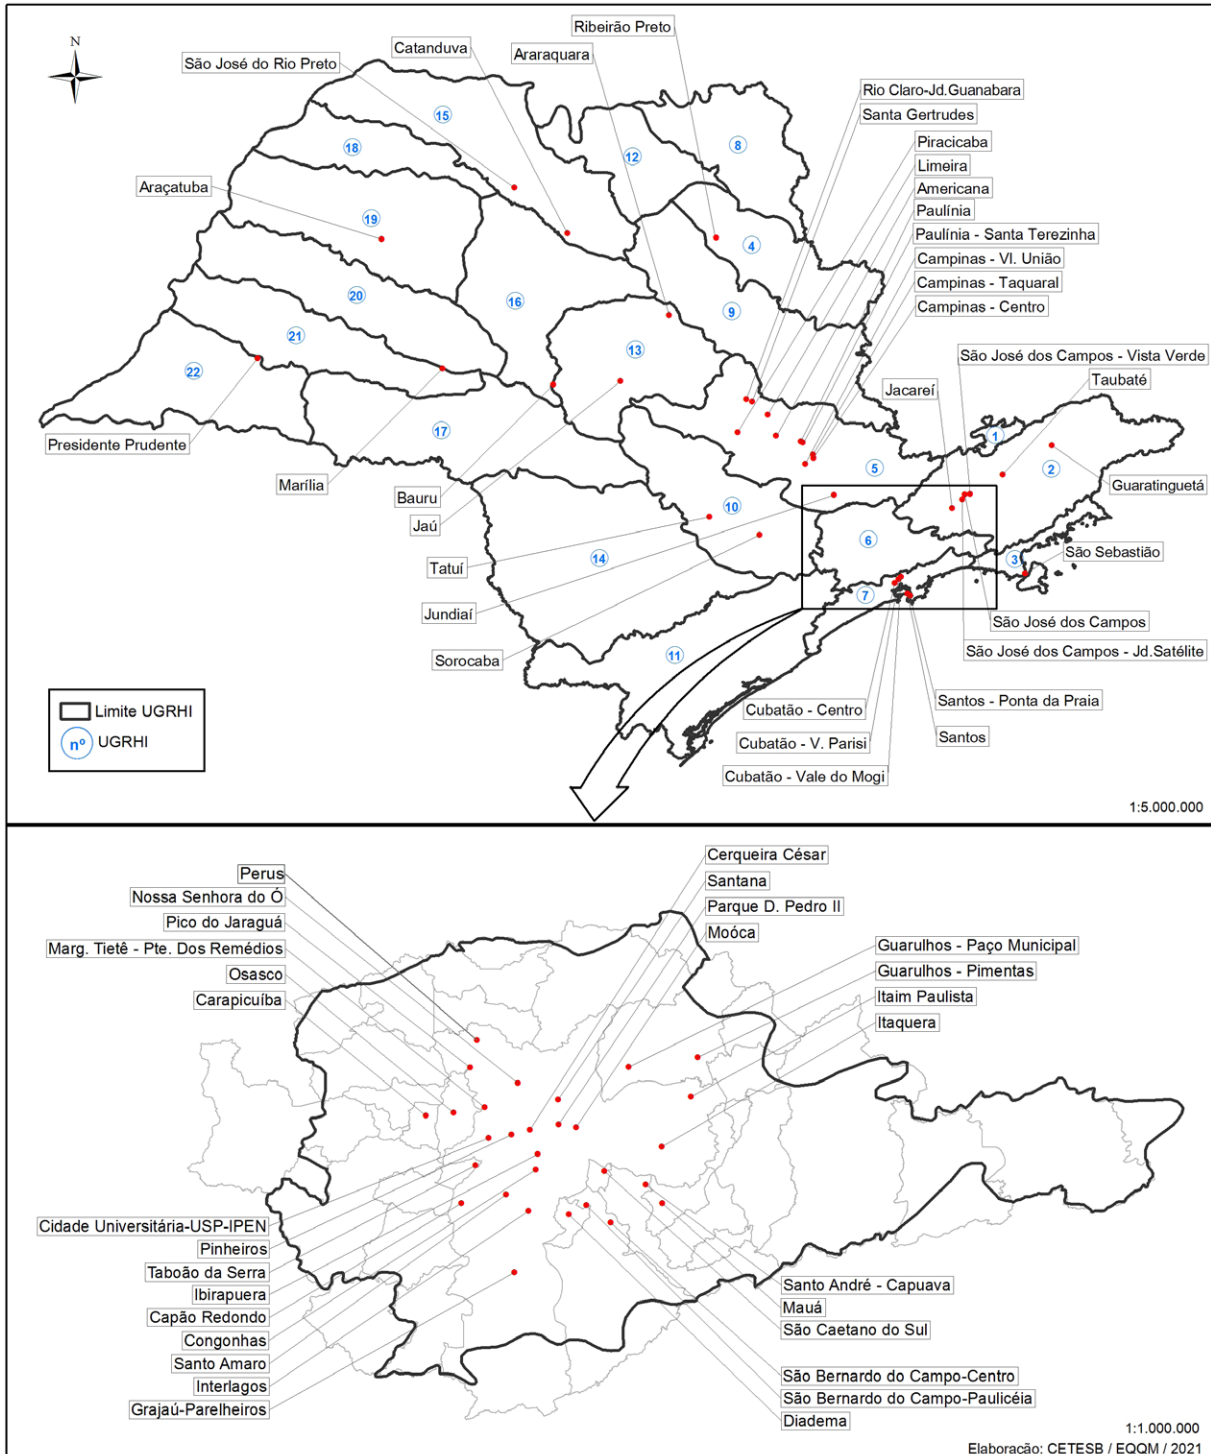 Ribeirão Preto
Catanduva
Araraquara
São José do Rio Preto
N
Rio Claro-Jd.Guanabara
Santa Gertrudes
Piracicaba
Limeira
Americana
Paulínia
Paulínia - Santa Terezinha
Campinas - Vl. União
Campinas - Taquaral
Campinas - Centro
Araçatuba
15
18
12
8
19
4
20
16
9
21
13
22
São José dos Campos - Vista Verde
Taubaté
Jacareí
Presidente Prudente
17
1
5
2
Marília
Bauru
Guaratinguetá
Jaú
10
6
14
3
São Sebastião
Tatuí
7
Jundiaí
São José dos Campos
Sorocaba
11
São José dos Campos - Jd.Satélite
Santos - Ponta da Praia
Cubatão - Centro
Santos
Cubatão - V. Parisi
Cubatão - Vale do Mogi
Limite UGRHI
nº UGRHI
1:5.000.000
Cerqueira César
Santana
Parque D. Pedro II
Moóca
Perus
Nossa Senhora do Ó
Pico do Jaraguá
Marg. Tietê - Pte. Dos Remédios
Osasco
Carapicuíba
Guarulhos - Paço Municipal
Guarulhos - Pimentas
Itaim Paulista
Itaquera
Cidade Universitária-USP-IPEN
Pinheiros
Taboão da Serra
Ibirapuera
Capão Redondo
Congonhas
Santo Amaro
Interlagos
Grajaú-Parelheiros
Santo André - Capuava
Mauá
São Caetano do Sul
São Bernardo do Campo-Centro
São Bernardo do Campo-Paulicéia
Diadema
1:1.000.000
Elaboração: CETESB / EQQM / 2021